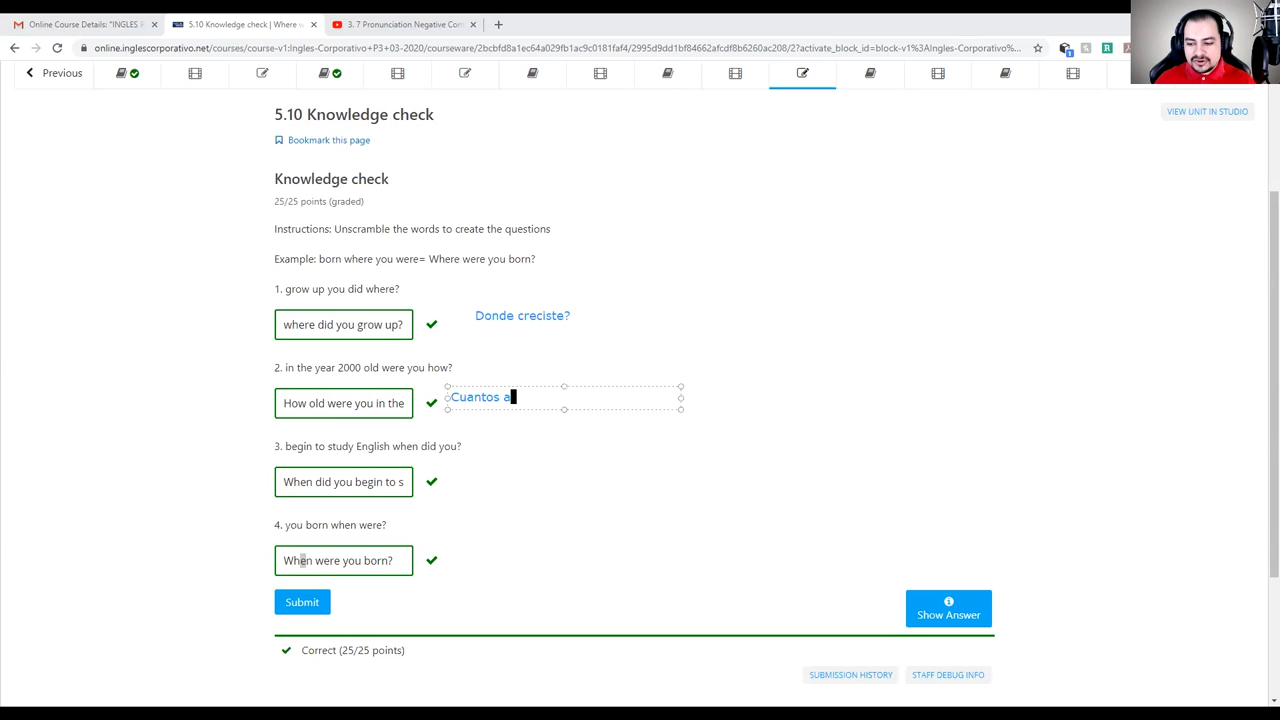 Online Course Details: "INGLES P
5.10 Knowledge check | Where w
3. 7 Pronunciation Negative Con
online.inglescorporativo.net/courses/course-v1:Ingles-Corporativo+P3+03-2020/courseware/2bcbfd8a1ec64a029fb1ac9c0181faf4/2995d9dd1bf84662afcdf8b6260ac208/2?activate_block_id=block-v1%3AIngles-Corporativo%...
Previous
5.10 Knowledge check
VIEW UNIT IN STUDIO
Bookmark this page
Knowledge check
25/25 points (graded)
Instructions: Unscramble the words to create the questions
Example: born where you were= Where were you born?
1. grow up you did where?
where did you grow up?
Donde creciste?
2. in the year 2000 old were you how?
How old were you in the
Cuantos a
3. begin to study English when did you?
When did you begin to s
4. you born when were?
When were you born?
Submit
Show Answer
Correct (25/25 points)
SUBMISSION HISTORY
STAFF DEBUG INFO